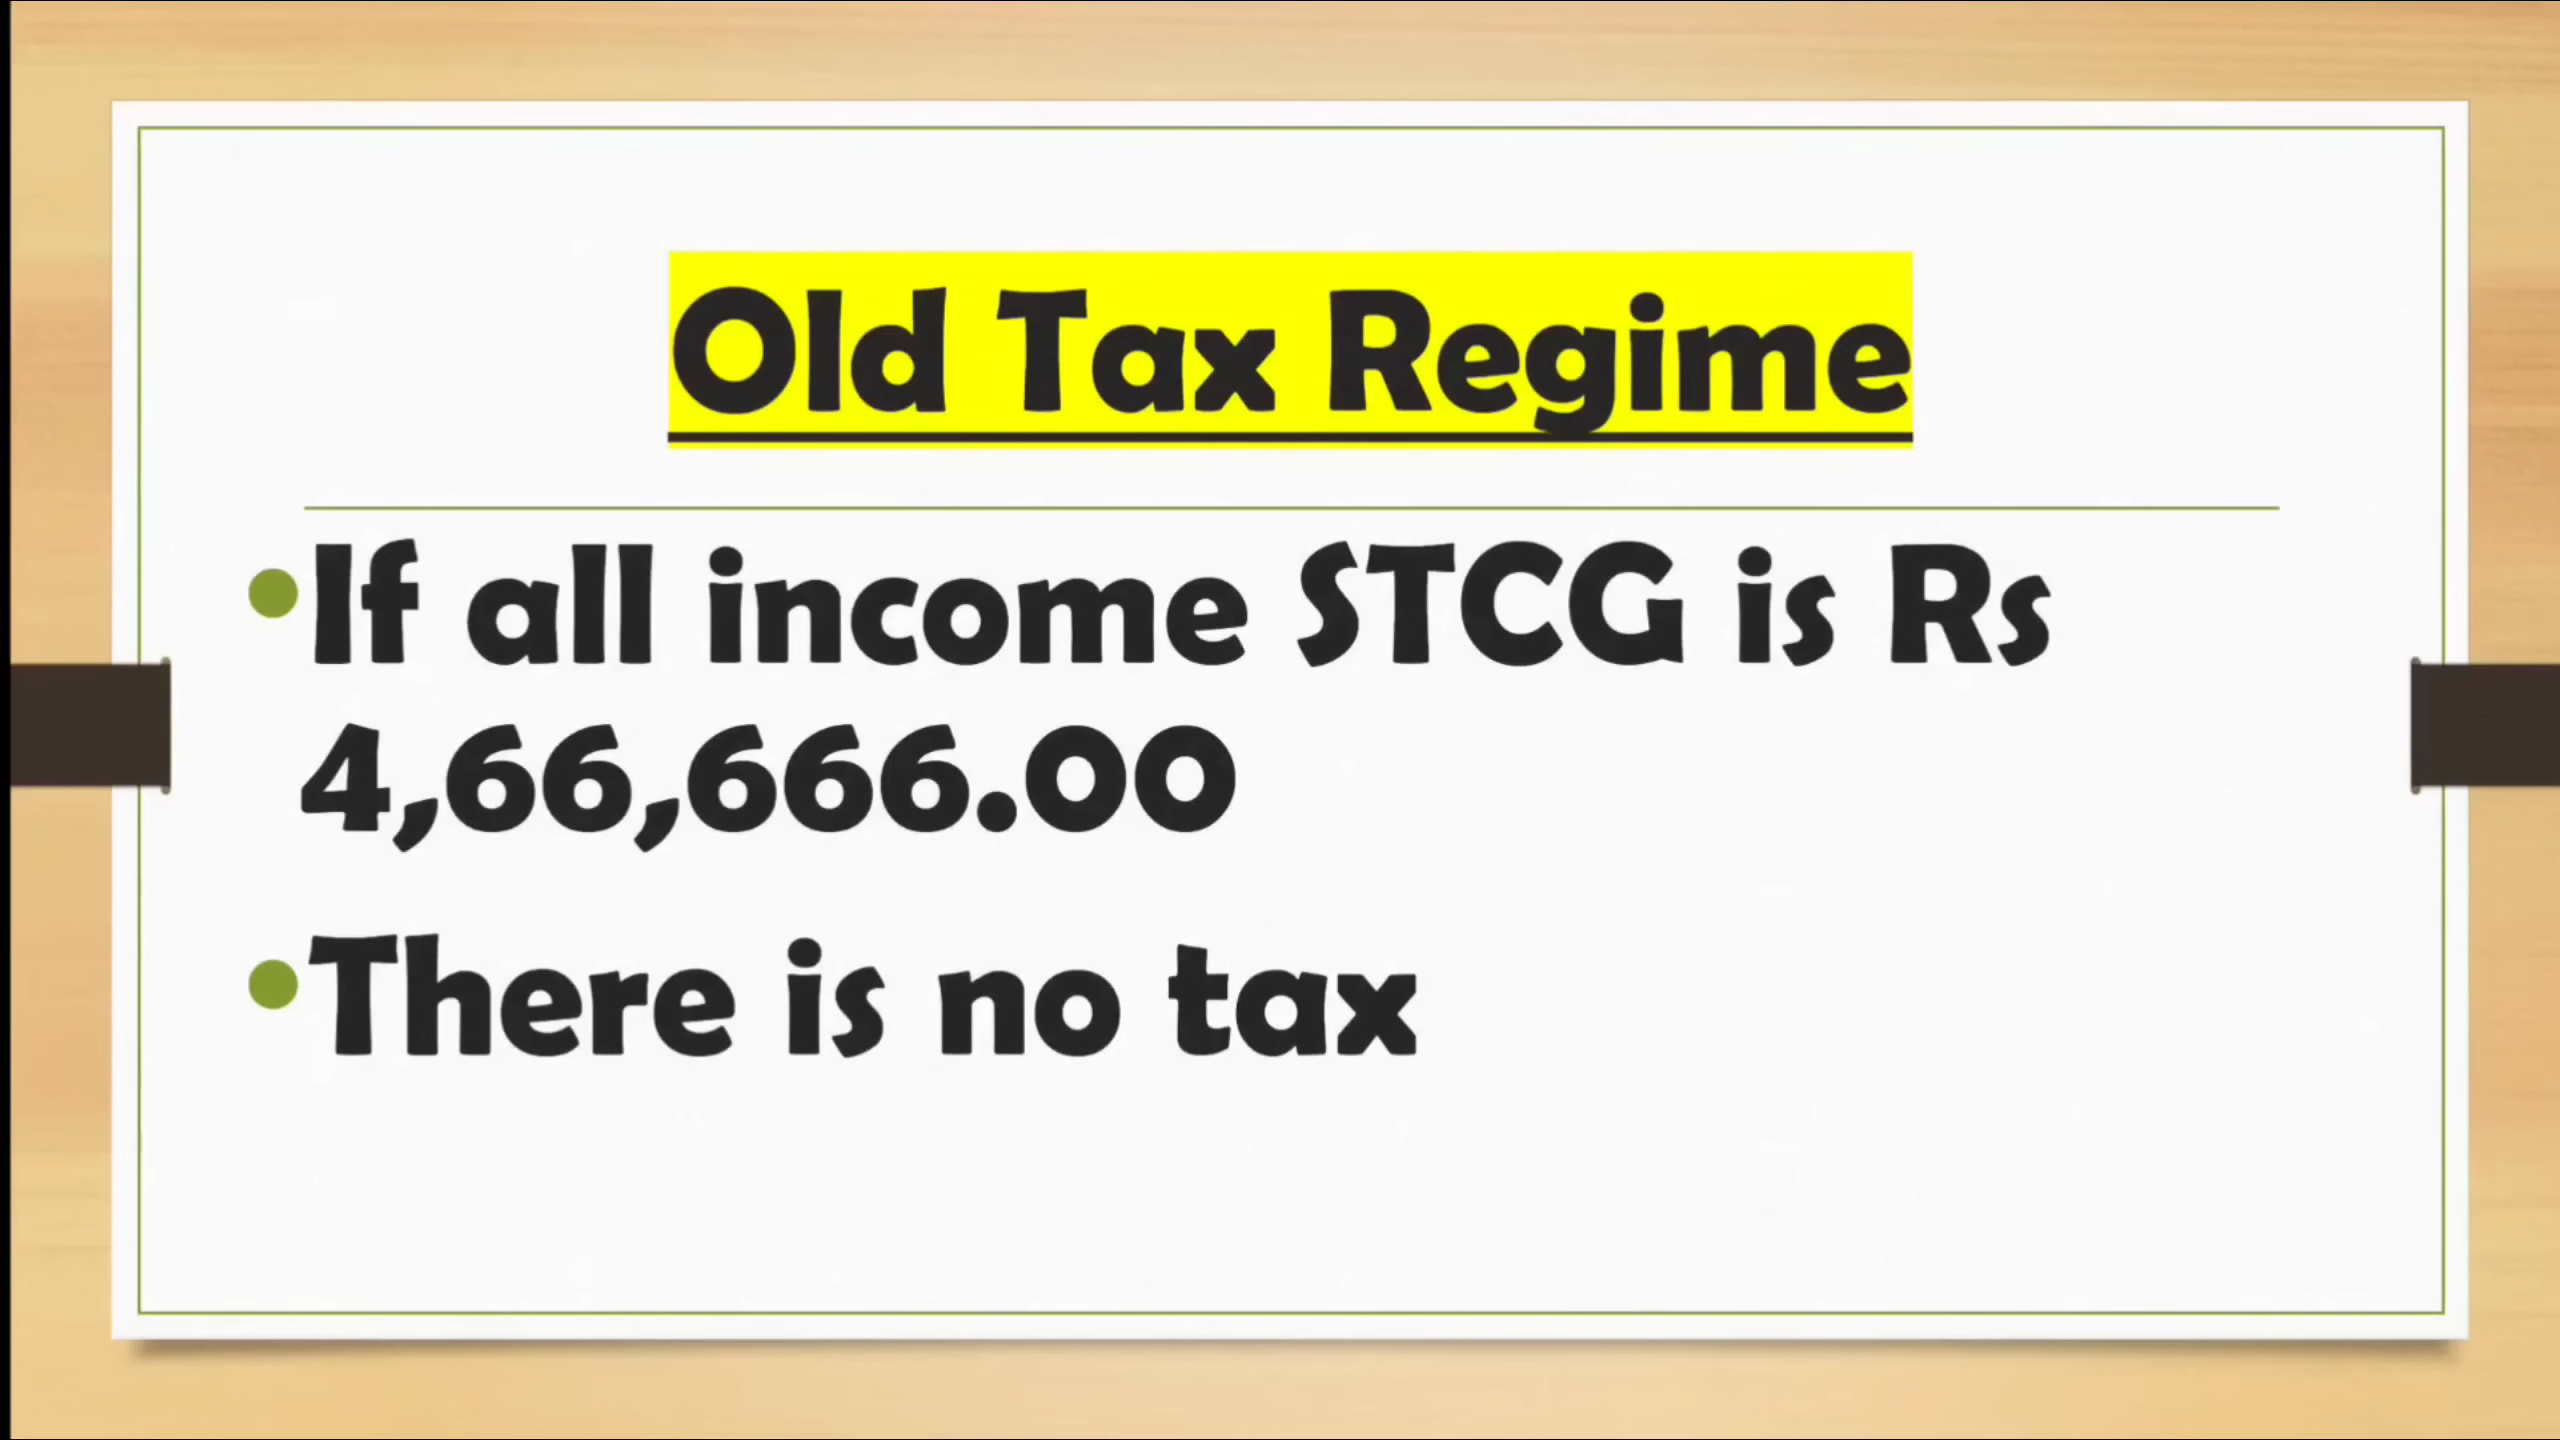 Old Tax Regime
•If all income STCG is Rs
4,66,666.00
•There is no tax